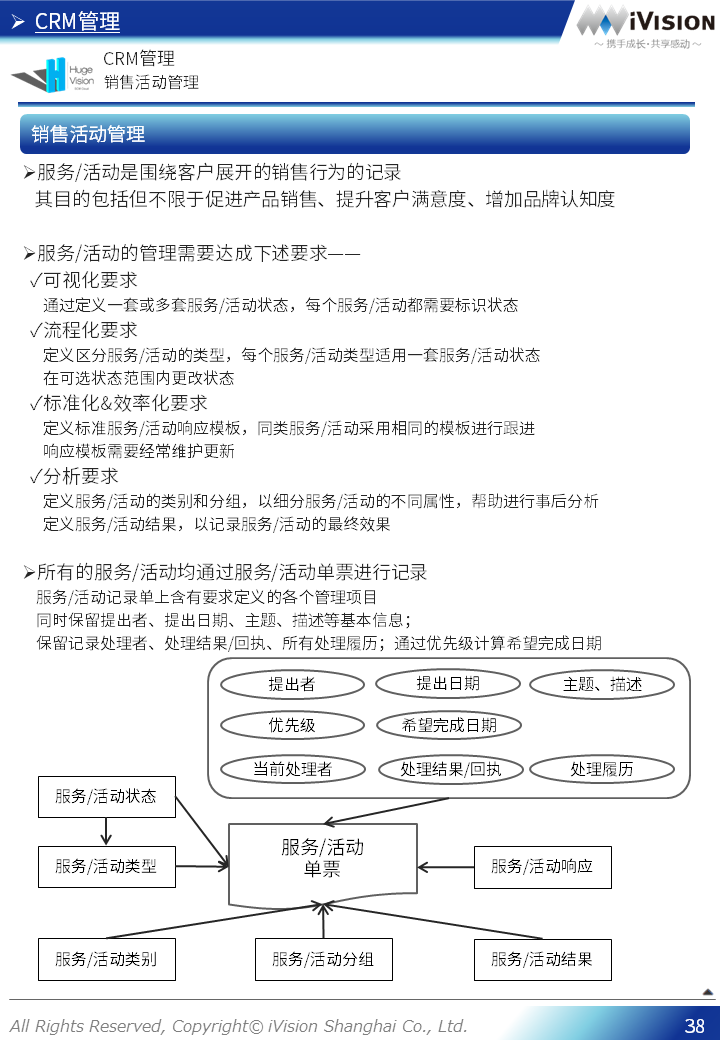 ➢ CRM管理
iVISION
～ 携手成长·共享感动 ～
Huge
Vision
CRM管理
销售活动管理
销售活动管理
➢服务/活动是围绕客户展开的销售行为的记录
其目的包括但不限于促进产品销售、提升客户满意度、增加品牌认知度
➢服务/活动的管理需要达成下述要求——
✓可视化要求
通过定义一套或多套服务/活动状态，每个服务/活动都需要标识状态
✓流程化要求
定义区分服务/活动的类型，每个服务/活动类型适用一套服务/活动状态
在可选状态范围内更改状态
✓标准化&效率化要求
定义标准服务/活动响应模板，同类服务/活动采用相同的模板进行跟进
响应模板需要经常维护更新
✓分析要求
定义服务/活动的类别和分组，以细分服务/活动的不同属性，帮助进行事后分析
定义服务/活动结果，以记录服务/活动的最终效果
➢所有的服务/活动均通过服务/活动单票进行记录
服务/活动记录单上含有要求定义的各个管理项目
同时保留提出者、提出日期、主题、描述等基本信息；
保留记录处理者、处理结果/回执、所有处理履历；通过优先级计算希望完成日期
提出者 提出日期 主题、描述
优先级 希望完成日期
当前处理者 处理结果/回执 处理履历
服务/活动状态
服务/活动
单票
服务/活动类型 服务/活动响应
服务/活动类别 服务/活动分组 服务/活动结果
All Rights Reserved, Copyright© iVision Shanghai Co., Ltd. 38